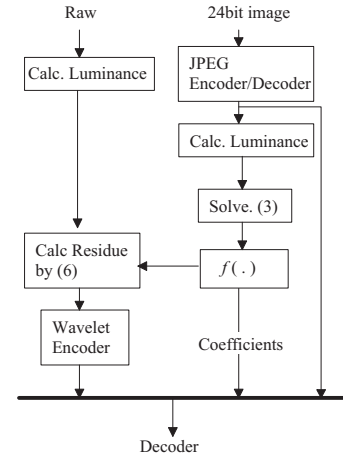 Raw
24bit image
Calc. Luminance
JPEG
Encoder/Decoder
Calc. Luminance
Solve. (3)
Calc Residue
by (6)
f ( . )
Wavelet
Encoder
Coefficients
Decoder